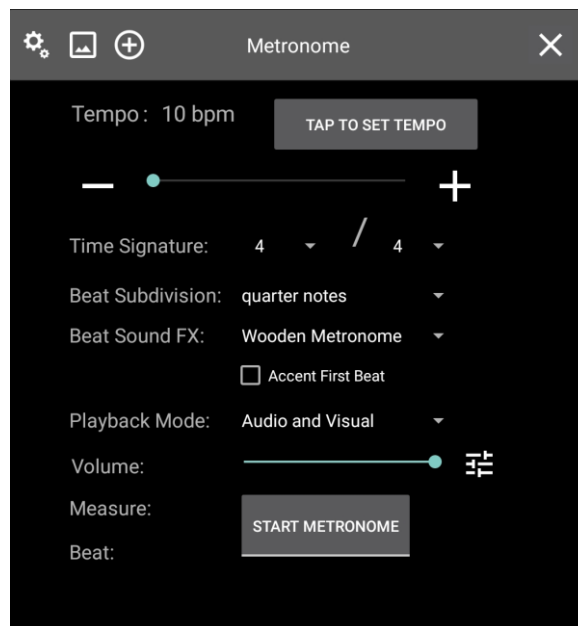 Metronome
Tempo : 10 bpm
TAP TO SET TEMPO
Time Signature: 4 / 4
Beat Subdivision: quarter notes
Beat Sound FX: Wooden Metronome
Accent First Beat
Playback Mode: Audio and Visual
Volume:
Measure:
START METRONOME
Beat: